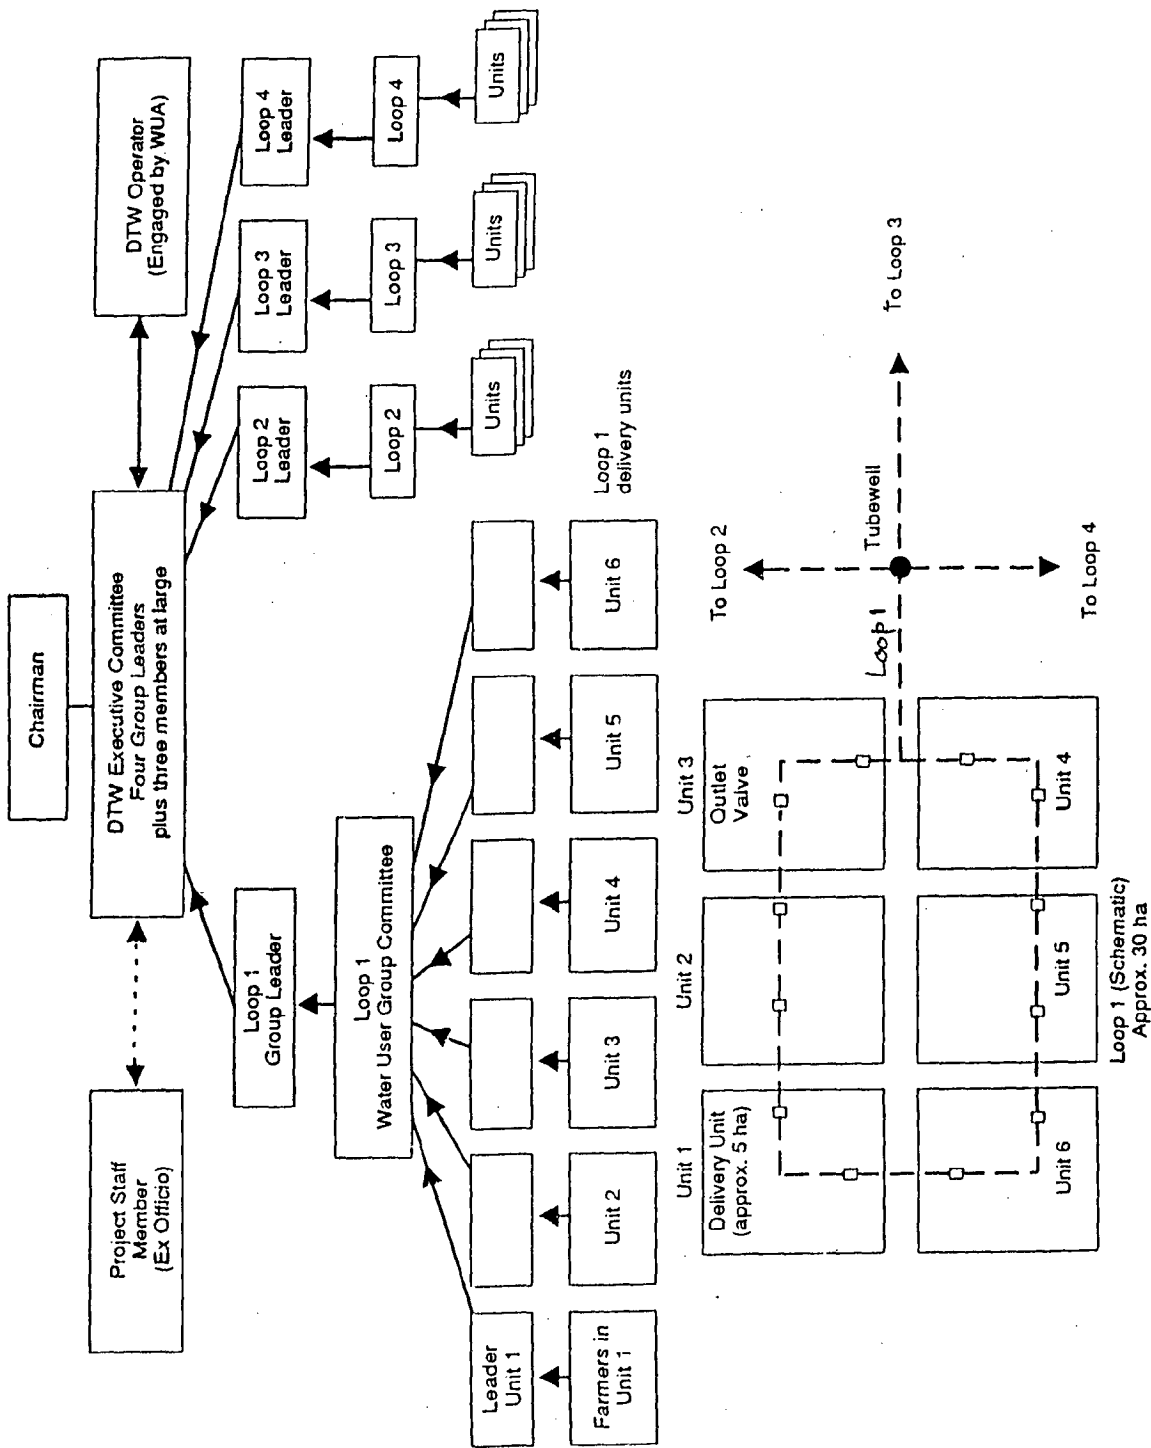 Chairman
Project Staff
Member
(Ex Officio)
DTW Executive Committee
Four Group Leaders
plus three members at large
DTW Operator
(Engaged by WUA)
Loop 1
Group Leader
Loop 2
Leader
Loop 3
Leader
Loop 4
Leader
Loop 1
Water User Group Committee
Loop 2
Loop 3
Loop 4
Leader
Unit 1
Units
Units
Units
Farmers in
Unit 1
Unit 2
Unit 3
Unit 4
Unit 5
Unit 6
Loop 1
delivery units
Unit 1
Unit 2
Unit 3
Delivery Unit
(approx. 5 ha)
Outlet
Valve
To Loop 2
Loop 1
Tubewell
To Loop 3
Unit 6
Unit 5
Unit 4
To Loop 4
Loop 1 (Schematic)
Approx. 30 ha